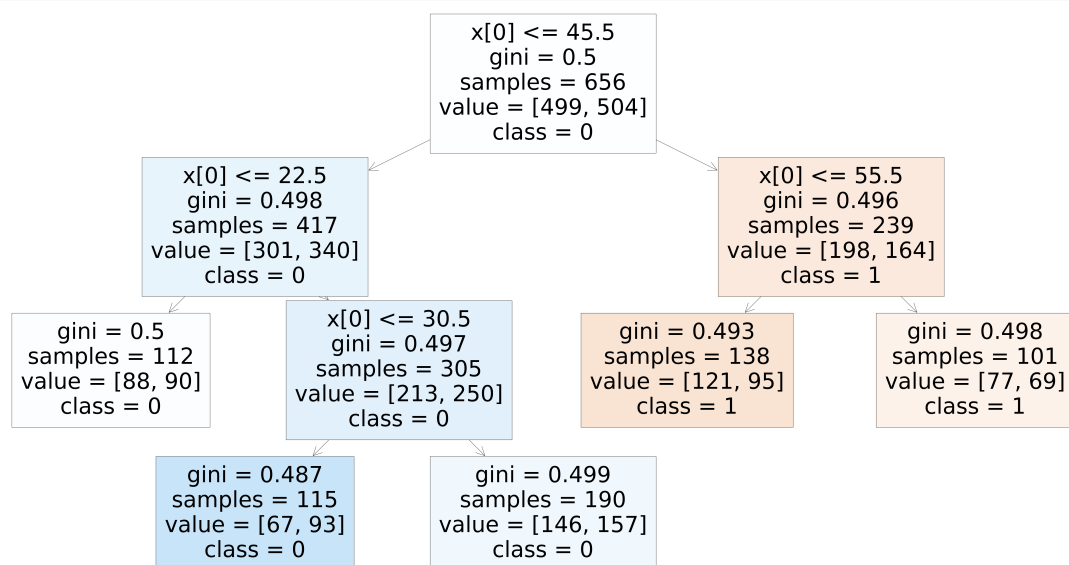 x[0] <= 45.5
gini = 0.5
samples = 656
value = [499, 504]
class = 0
x[0] <= 22.5
gini = 0.498
samples = 417
value = [301, 340]
class = 0
x[0] <= 55.5
gini = 0.496
samples = 239
value = [198, 164]
class = 1
gini = 0.5
samples = 112
value = [88, 90]
class = 0
x[0] <= 30.5
gini = 0.497
samples = 305
value = [213, 250]
class = 0
gini = 0.493
samples = 138
value = [121, 95]
class = 1
gini = 0.498
samples = 101
value = [77, 69]
class = 1
gini = 0.487
samples = 115
value = [67, 93]
class = 0
gini = 0.499
samples = 190
value = [146, 157]
class = 0